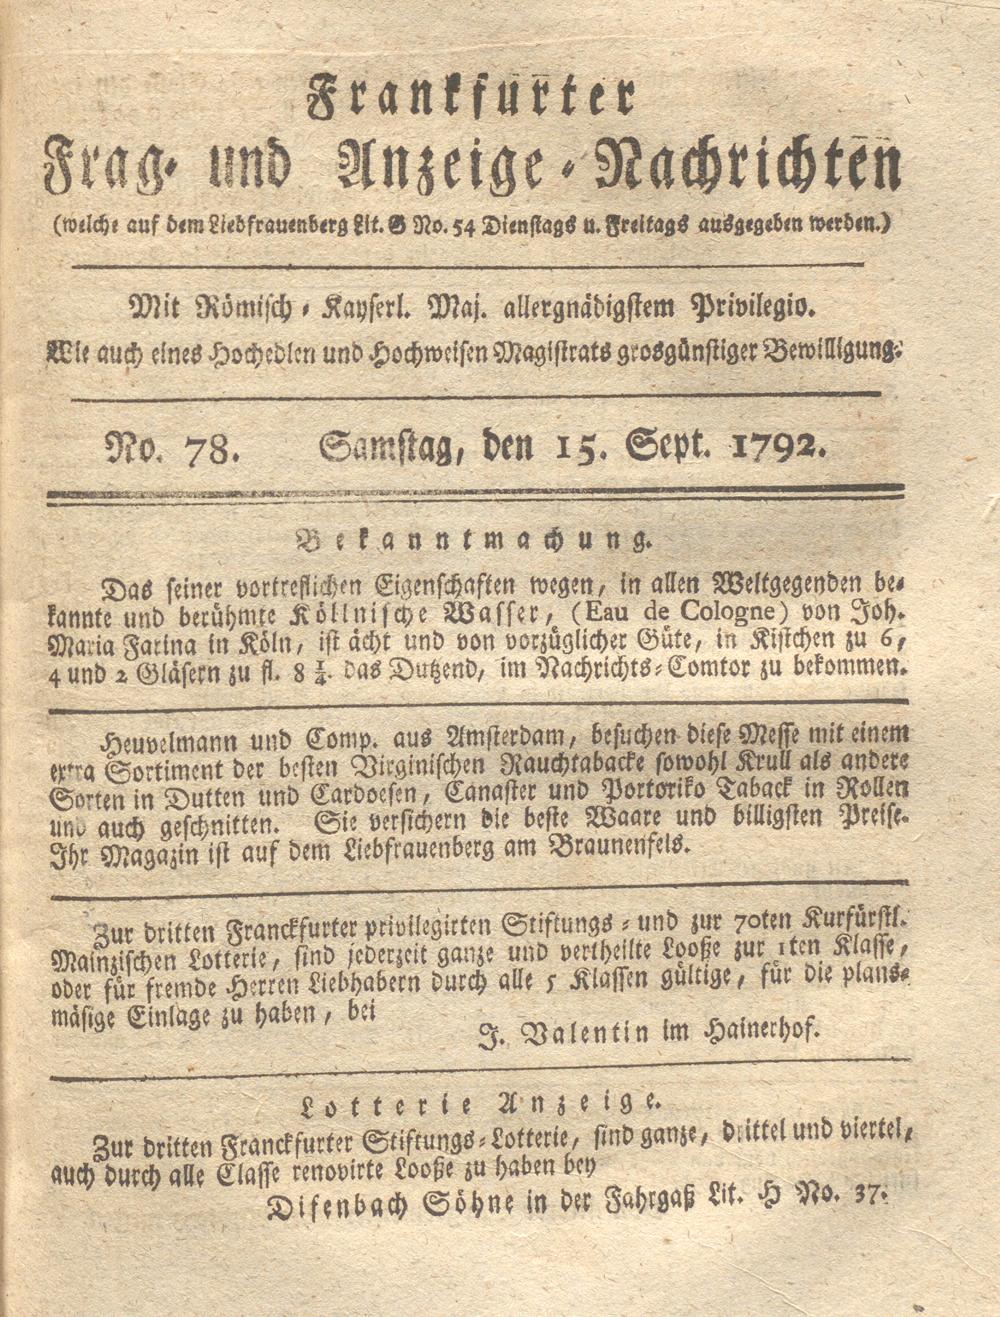 Frankfurter
Frag- und Anzeige-Nachrichten
(welche auf dem Liebfrauenberg Lit. G No. 54 Dienstags u. Freitags ausgegeben werden.)
Mit Römisch-Kayserl. Maj. allergnädigstem Privilegio.
Wie auch eines Hochedlen und Hochweisen Magistrats grosgünstiger Bewilligung.
No. 78. Samstag, den 15. Sept. 1792.
Bekanntmachung.
Das seiner vortreflichen Eigenschaften wegen, in allen Weltgegenden be-
kannte und berühmte Köllnische Wasser, (Eau de Cologne) von Joh.
Maria Farina in Köln, ist ächt und von vorzüglicher Güte, in Kistchen zu 6,
4 und 2 Gläsern zu fl. 8 1/4. das Dutzend, im Nachrichts-Comtor zu bekommen.
Heuvelmann und Comp. aus Amsterdam, besuchen diese Messe mit einem
extra Sortiment der besten Virginischen Rauchtabacke sowohl Krull als andere
Sorten in Dutten und Cardoesen, Canaster und Portoriko Taback in Rollen
und auch geschnitten. Sie versichern die beste Waare und billigsten Preise.
Ihr Magazin ist auf dem Liebfrauenberg am Braunenfels.
Zur dritten Franckfurter privilegirten Stiftungs- und zur 70ten Kurfürstl.
Mainzischen Lotterie, sind jederzeit ganze und vertheilte Looße zur 1ten Klasse,
oder für fremde Herren Liebhabern durch alle 5 Klassen gültige, für die plans-
mäsige Einlage zu haben, bei
J. Valentin im Hainerhof.
Lotterie Anzeige.
Zur dritten Franckfurter Stiftungs-Lotterie, sind ganze, drittel und viertel,
auch durch alle Classe renovirte Looße zu haben bey
Difenbach Söhne in der Fahrgaß Lit. H No. 37.